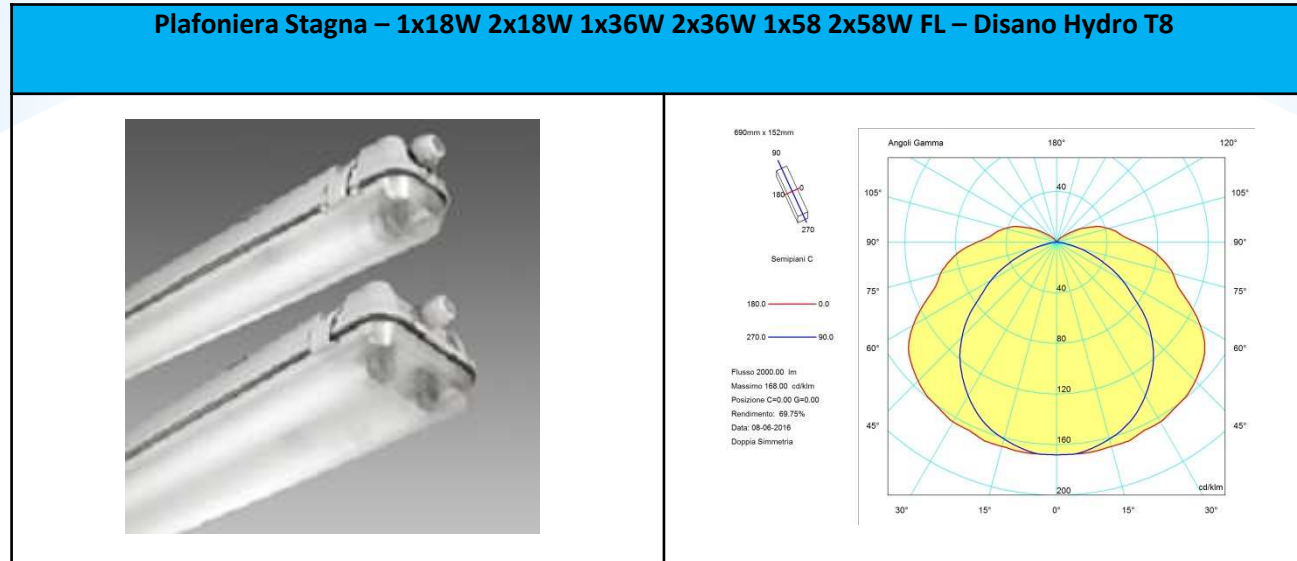 Plafoniera Stagna – 1x18W 2x18W 1x36W 2x36W 1x58 2x58W FL – Disano Hydro T8
690mm x 152mm
90
180
0
270
Semipiani C
180.0 0.0
270.0 90.0
Flusso 2000.00 lm
Massimo 168.00 cd/klm
Posizione C=0.00 G=0.00
Rendimento: 69.75%
Data: 08-06-2016
Doppia Simmetria
Angoli Gamma 180° 120°
40
105° 105°
90° 90°
40
75° 75°
80
60° 60°
120
45° 45°
160
200 cd/klm
30° 15° 0° 15° 30°